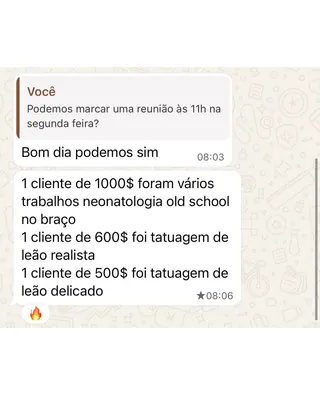 Você
Podemos marcar uma reunião às 11h na
segunda feira?
Bom dia podemos sim
08:03
1 cliente de 1000$ foram vários
trabalhos neonatologia old school
no braço
1 cliente de 600$ foi tatuagem de
leão realista
1 cliente de 500$ foi tatuagem de
leão delicado
★08:06